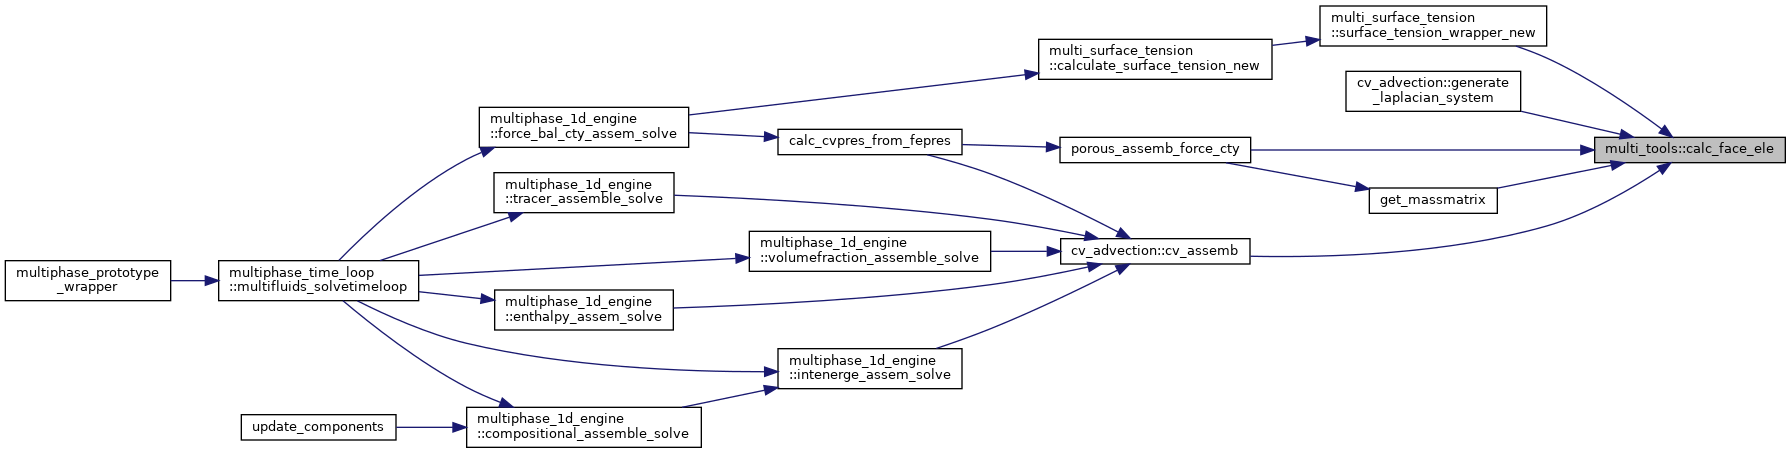 multi_surface_tension
::surface_tension_wrapper_new
multi_surface_tension
::calculate_surface_tension_new
cv_advection::generate
_laplacian_system
multiphase_1d_engine
::force_bal_cty_assem_solve
calc_cvpres_from_fepres
porous_assemb_force_cty
multi_tools::calc_face_ele
multiphase_1d_engine
::tracer_assemble_solve
get_massmatrix
multiphase_1d_engine
::volumefraction_assemble_solve
cv_advection::cv_assemb
multiphase_prototype
_wrapper
multiphase_time_loop
::multifluids_solvetimeloop
multiphase_1d_engine
::enthalpy_assem_solve
multiphase_1d_engine
::intenerge_assem_solve
update_components
multiphase_1d_engine
::compositional_assemble_solve